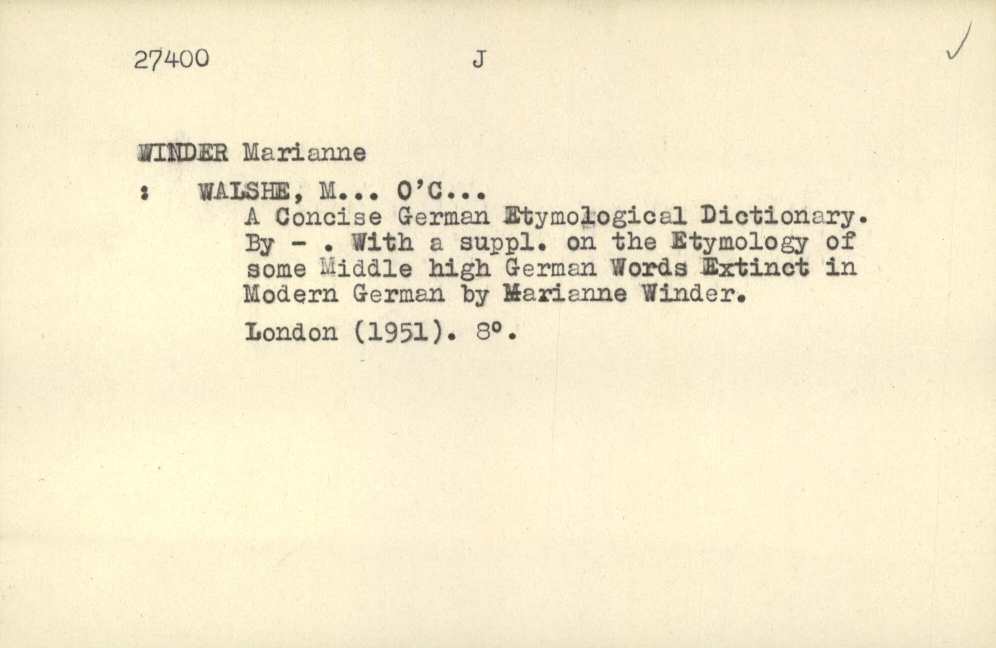 27400 J
WINDER Marianne
: WALSHE, M... O'C...
A Concise German Etymological Dictionary.
By - . With a suppl. on the Etymology of
some Middle high German Words Extinct in
Modern German by Marianne Winder.
London (1951). 8º.